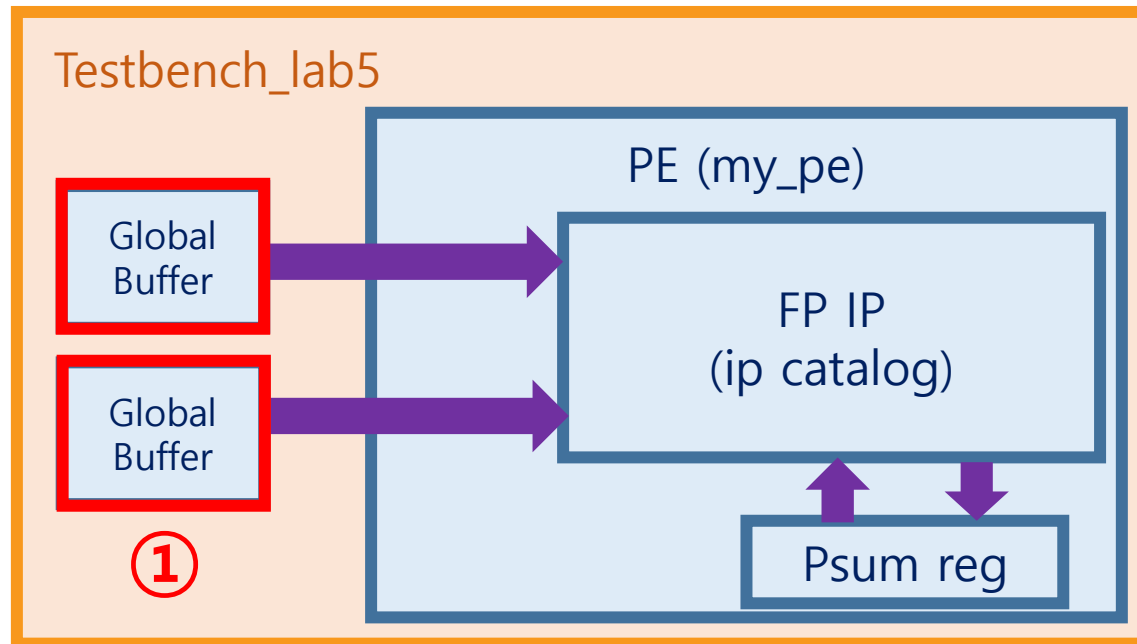 Testbench_lab5
PE (my_pe)
Global
Buffer
FP IP
(ip catalog)
Global
Buffer
①
Psum reg